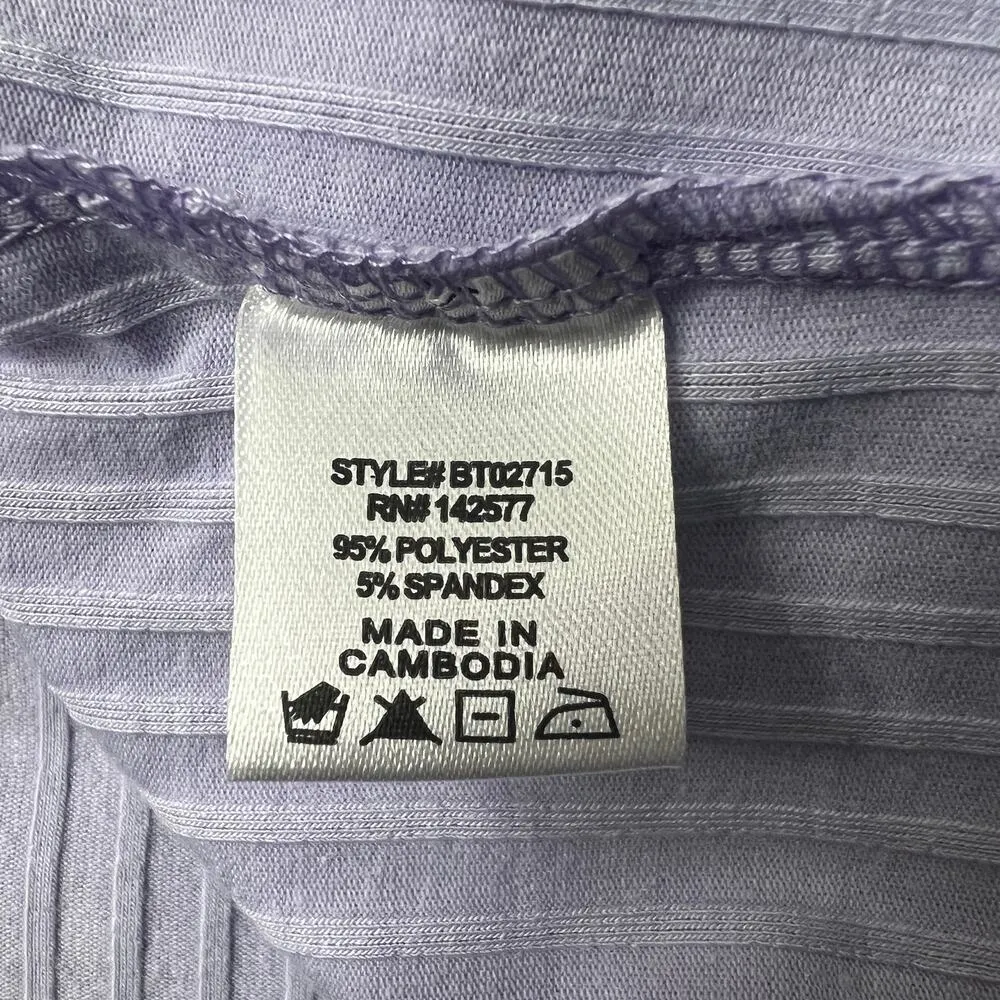 STYLE# BT02715
RN# 142577
95% POLYESTER
5% SPANDEX
MADE IN
CAMBODIA